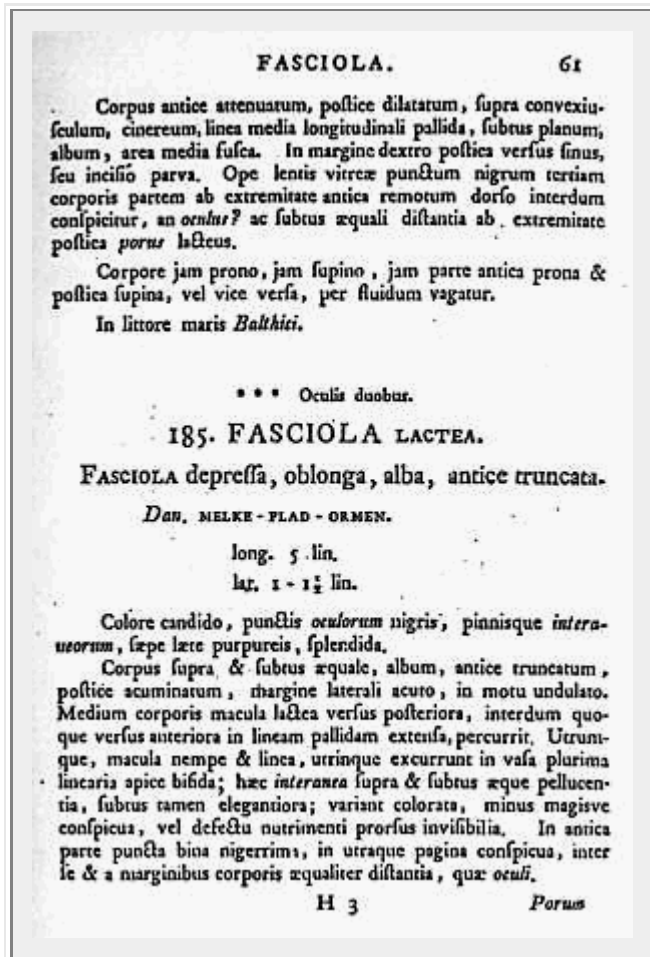 FASCIOLA. 61
Corpus antice attenuatum, poſtice dilatatum, ſupra convexiu-
ſculum, cinereum, linea media longitudinali pallida, ſubtus planum,
album, area media fuſca. In margine dextro poſtica verſus ſinus,
ſeu inciſio parva. Ope lentis vitreæ punctum nigrum tertiam
corporis partem ab extremitate antica remotum dorſo interdum
conſpicitur, an oculus? ac ſubtus æquali diſtantia ab extremitate
poſtica porus lacteus.
Corpore jam prono, jam ſupino, jam parte antica prona &
poſtica ſupina, vel vice verſa, per fluidum vagatur.
In littore maris Balthici.
* * * Oculis duobus.
185. FASCIOLA LACTEA.
FASCIOLA depreſſa, oblonga, alba, antice truncata.
Dan. MELKE-PLAD-ORMEN.
long. 5 lin.
lat. 1 - 1½ lin.
Colore candido, punctis oculorum nigris, pinnisque intera-
neorum, ſæpe læte purpureis, ſplendida.
Corpus ſupra & ſubtus æquale, album, antice truncatum,
poſtice acuminatum, margine laterali acuto, in motu undulato.
Medium corporis macula lactea verſus poſteriora, interdum quo-
que verſus anteriora in lineam pallidam extenſa, percurrit. Utrum-
que, macula nempe & linea, utrinque excurrunt in vaſa plurima
linearia apice bifida; hæc interanea ſupra & ſubtus æque pellucen-
tia, ſubtus tamen elegantiora; variant colorata, minus magisve
conſpicua, vel defectu nutrimenti prorſus inviſibilia. In antica
parte puncta bina nigerrima, in utraque pagina conſpicua, inter
ſe & a marginibus corporis æqualiter diſtantia, quæ oculi.
H 3 Porum